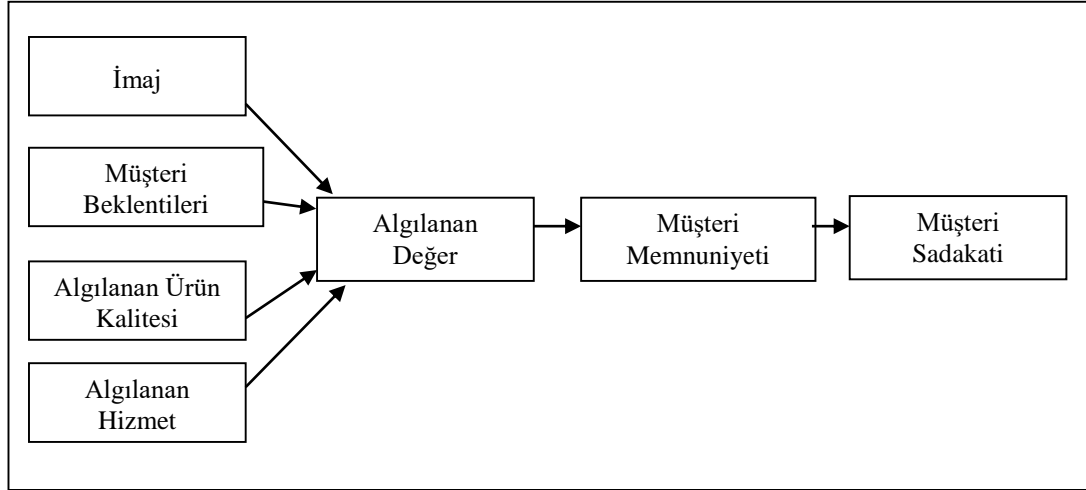 İmaj
Müşteri
Beklentileri
Algılanan Ürün
Kalitesi
Algılanan
Hizmet
Algılanan
Değer
Müşteri
Memnuniyeti
Müşteri
Sadakati